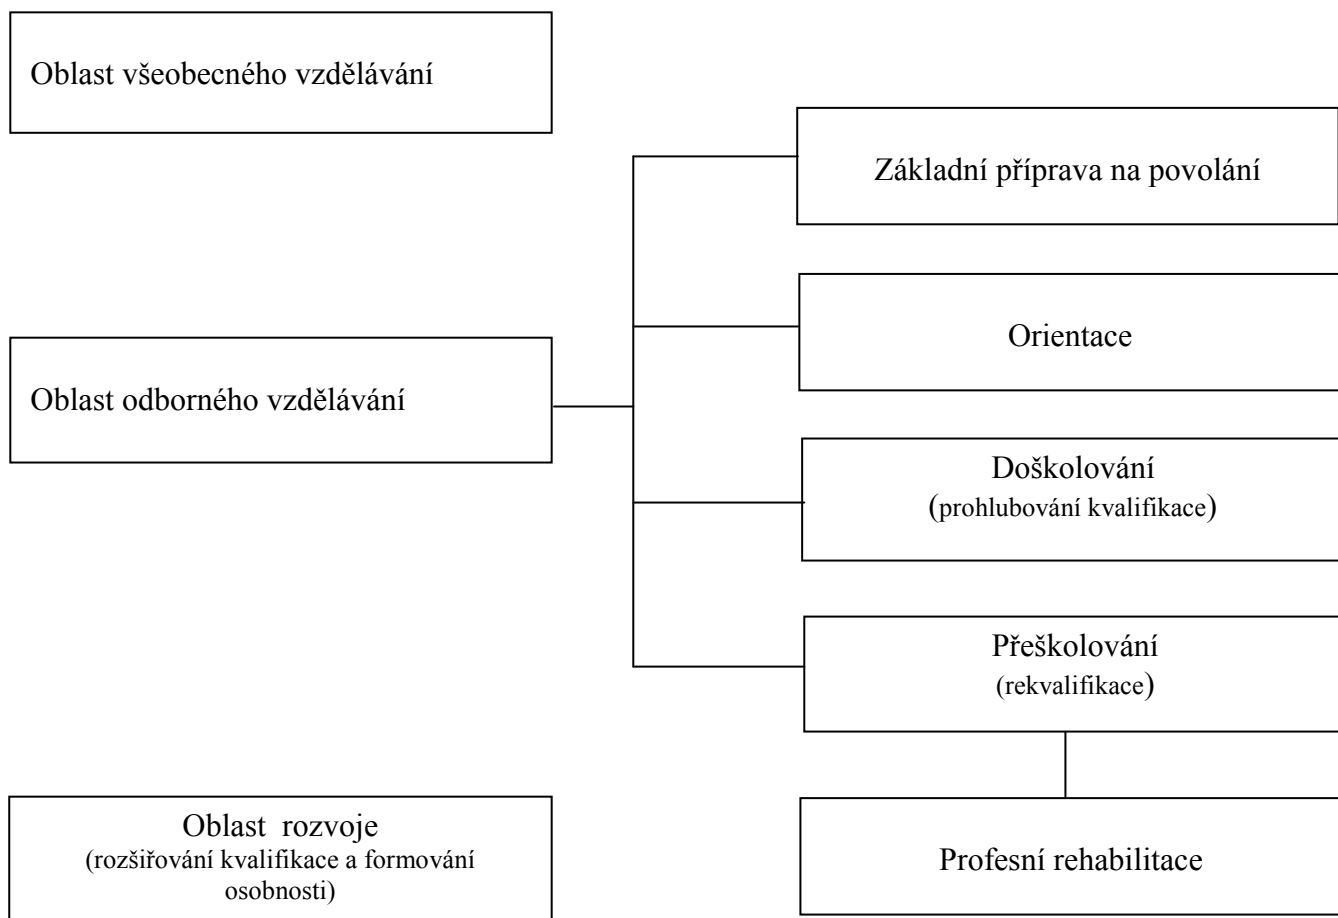 Oblast všeobecného vzdělávání
Základní příprava na povolání
Orientace
Oblast odborného vzdělávání
Doškolování
(prohlubování kvalifikace)
Přeškolování
(rekvalifikace)
Oblast rozvoje
(rozšiřování kvalifikace a formování
osobnosti)
Profesní rehabilitace